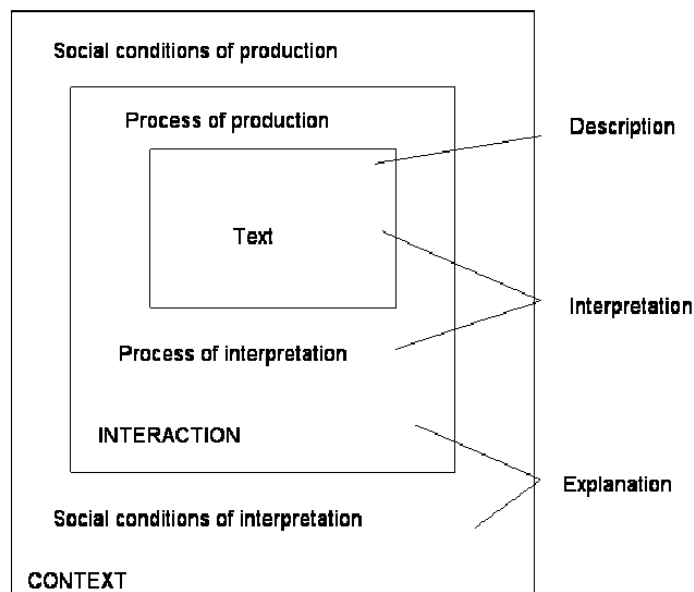 Social conditions of production
Process of production
Description
Text
Interpretation
Process of interpretation
INTERACTION
Explanation
Social conditions of interpretation
CONTEXT